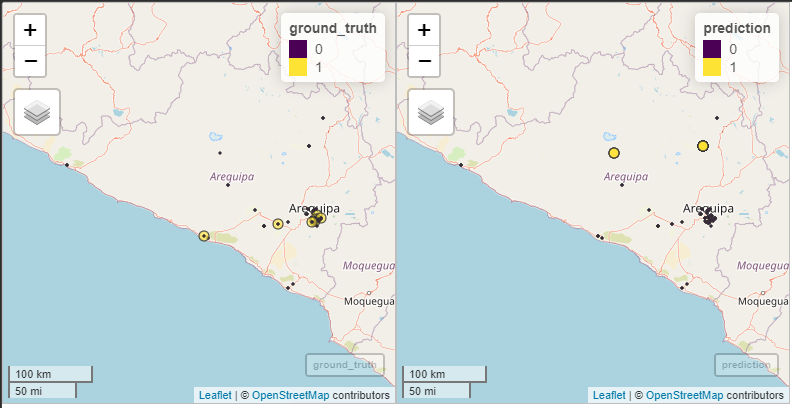 +
−
ground_truth
0
1
Arequipa
Arequipa
Moquegua
Moquegua
ground_truth
100 km
50 mi
Leaflet | © OpenStreetMap contributors
+
−
prediction
0
1
Arequipa
Arequipa
Moquegua
Moquegua
prediction
100 km
50 mi
Leaflet | © OpenStreetMap contributors